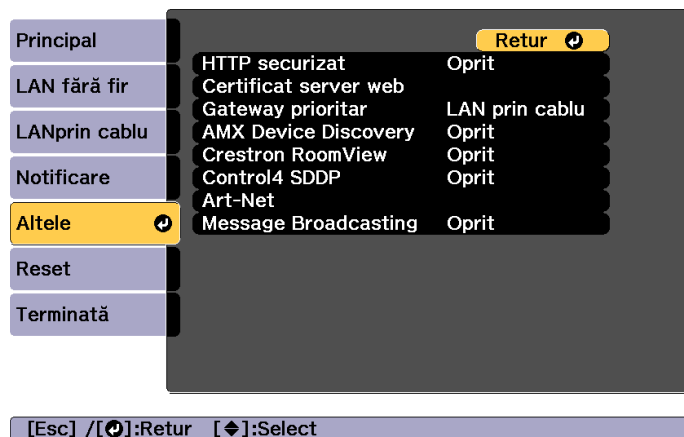 Principal
LAN fără fir
LANprin cablu
Notificare
Altele
Reset
Terminată
Retur
HTTP securizat Oprit
Certificat server web
Gateway prioritar LAN prin cablu
AMX Device Discovery Oprit
Crestron RoomView Oprit
Control4 SDDP Oprit
Art-Net
Message Broadcasting Oprit
[Esc] /[⏎]:Retur [◆]:Select